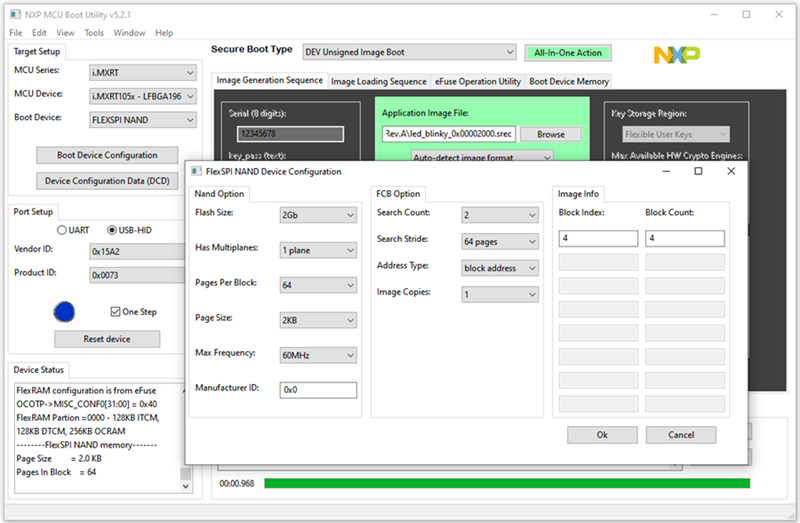 NXP MCU Boot Utility v5.2.1
File Edit View Tools Window Help
Target Setup
MCU Series:
i.MXRT
MCU Device:
i.MXRT105x - LFBGA196
Boot Device:
FLEXSPI NAND
Boot Device Configuration
Device Configuration Data (DCD)
Port Setup
UART USB-HID
Vendor ID:
0x15A2
Product ID:
0x0073
One Step
Reset device
Device Status
FlexRAM configuration is from eFuse
OCOTP->MISC_CONF0[31:00] = 0x40
FlexRAM Partion =0000 - 128KB ITCM,
128KB DTCM, 256KB OCRAM
--------FlexSPI NAND memory-------
Page Size = 2.0 KB
Pages In Block = 64
Secure Boot Type
DEV Unsigned Image Boot
All-In-One Action
NXP
Image Generation Sequence Image Loading Sequence eFuse Operation Utility Boot Device Memory
Serial (8 digits):
12345678
key_pass (text):
Application Image File:
Rev.A\led_blinky_0x00002000.srec
Browse
Auto-detect image format
Key Storage Region:
Flexible User Keys
Max Available HW Crypto Engines:
FlexSPI NAND Device Configuration
Nand Option
Flash Size:
2Gb
Has Multiplanes:
1 plane
Pages Per Block:
64
Page Size:
2KB
Max Frequency:
60MHz
Manufacturer ID:
0x0
FCB Option
Search Count:
2
Search Stride:
64 pages
Address Type:
block address
Image Copies:
1
Image Info
Block Index: Block Count:
4 4
Ok Cancel
00:00.968